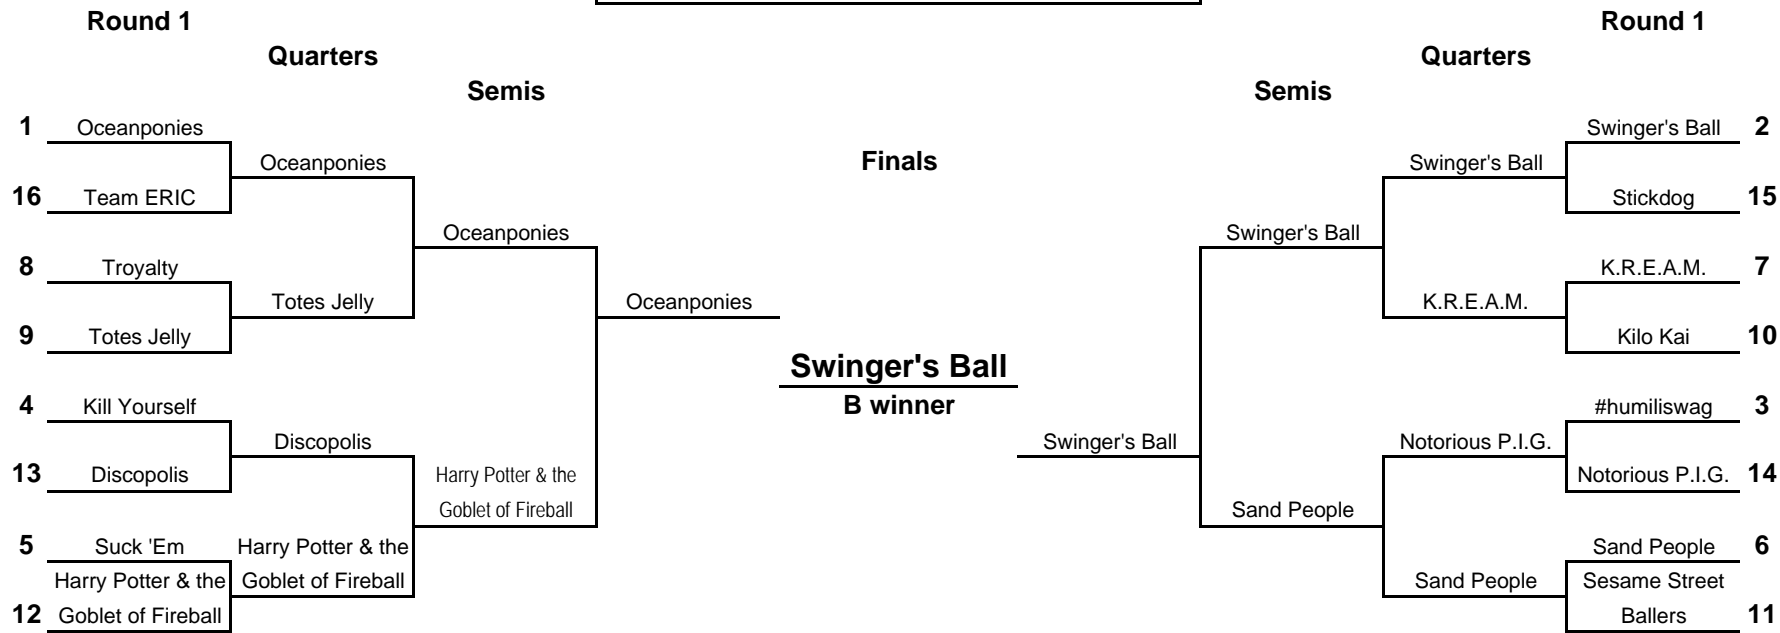 Round 1
Round 1
Quarters
Quarters
Semis
Semis
1 Oceanponies
Swinger's Ball 2
Oceanponies
Finals
Swinger's Ball
16 Team ERIC
Stickdog 15
Oceanponies
Swinger's Ball
8 Troyalty
K.R.E.A.M. 7
Totes Jelly
Oceanponies
K.R.E.A.M.
9 Totes Jelly
Kilo Kai 10
Swinger's Ball
B winner
4 Kill Yourself
#humiliswag 3
Discopolis
Swinger's Ball
Notorious P.I.G.
13 Discopolis
Harry Potter & the
Goblet of Fireball
Notorious P.I.G. 14
Sand People
5 Suck 'Em
Harry Potter & the
Goblet of Fireball
Sand People 6
Harry Potter & the
12 Goblet of Fireball
Sand People
Sesame Street
Ballers 11